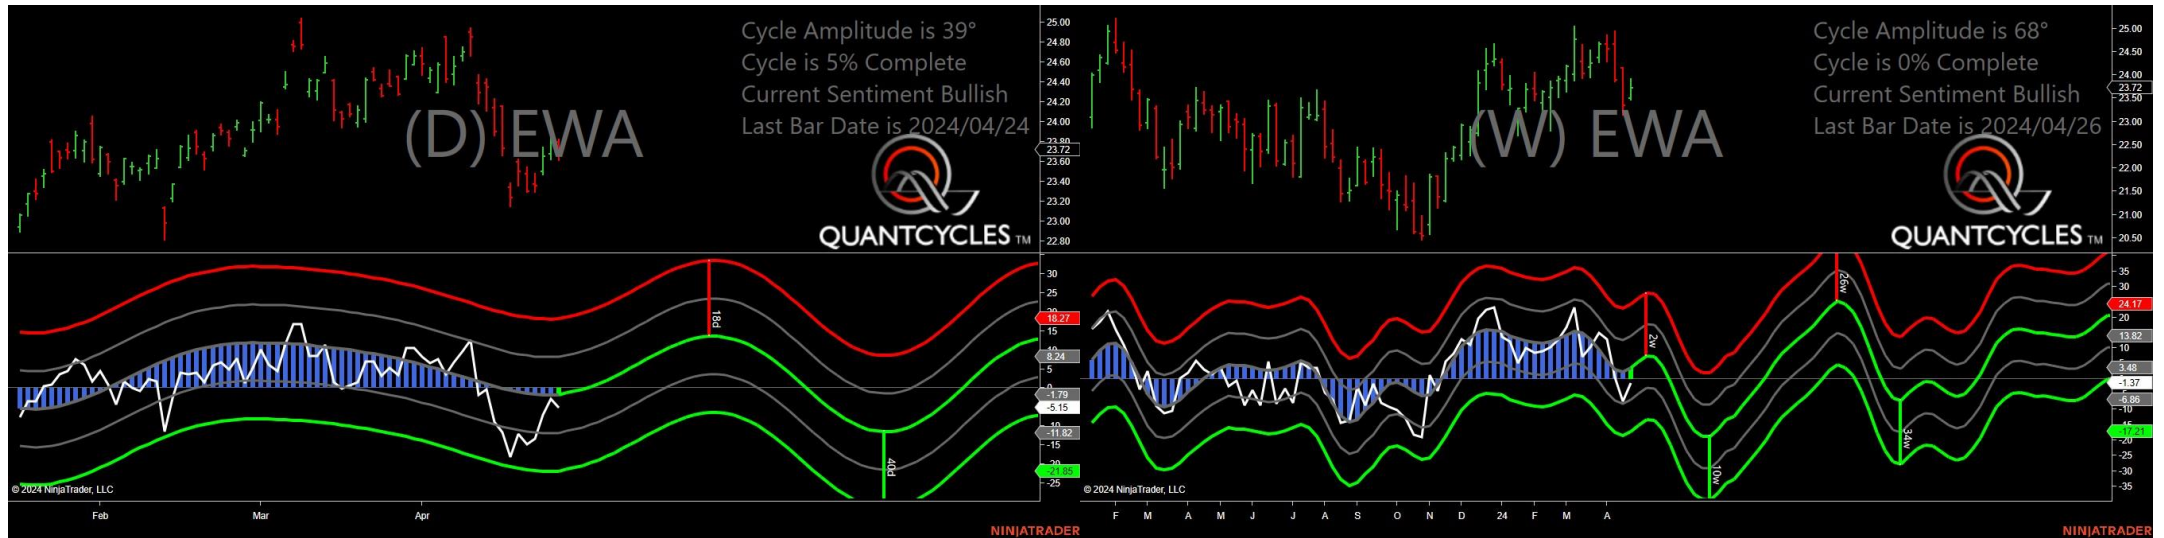 Cycle Amplitude is 39°
Cycle is 5% Complete
Current Sentiment Bullish
Last Bar Date is 2024/04/24
(D) EWA
QUANTCYCLES TM
25.00
24.80
24.60
24.40
24.20
24.00
23.80
23.72
23.60
23.40
23.20
23.00
22.80
18d
40d
30
25
18.27
15
8.24
5
0
-1.79
-5.15
-11.82
-15
-21.85
-25
© 2024 NinjaTrader, LLC
Feb Mar Apr
NINJATRADER
Cycle Amplitude is 68°
Cycle is 0% Complete
Current Sentiment Bullish
Last Bar Date is 2024/04/26
(W) EWA
QUANTCYCLES TM
25.00
24.50
24.00
23.72
23.50
23.00
22.50
22.00
21.50
21.00
20.50
2w
10w
26w
34w
35
30
24.17
20
13.82
10
3.48
-1.37
-6.86
-10
-17.21
-20
-25
-30
-35
© 2024 NinjaTrader, LLC
F M A M J J A S O N D 24 F M A
NINJATRADER